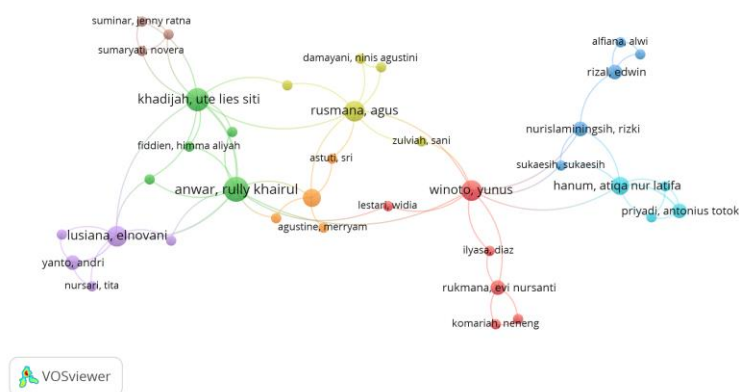 suminar, jenny ratna
sumaryati, novera
khadijah, ute lies siti
fiddien, himma aliyah
anwar, rully khairul
lusiana, elnovani
yanto, andri
nursari, tita
damayani, ninis agustini
rusmana, agus
zulviah, sani
astuti, sri
agustine, merryam
lestari, widia
winoto, yunus
ilyasa, diaz
rukmana, evi nursanti
komariah, neneng
alfiana, alwi
rizal, edwin
nurislaminingsih, rizki
sukaesih, sukaesih
hanum, atiqa nur latifa
priyadi, antonius totok
VOSviewer